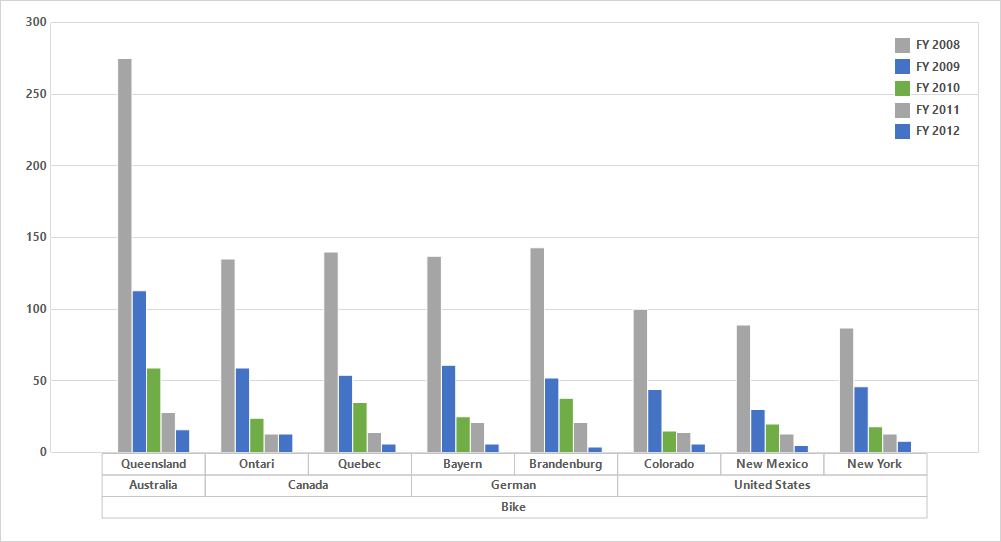 300
250
200
150
100
50
0
FY 2008
FY 2009
FY 2010
FY 2011
FY 2012
Queensland Ontari Quebec Bayern Brandenburg Colorado New Mexico New York
Australia Canada German United States
Bike